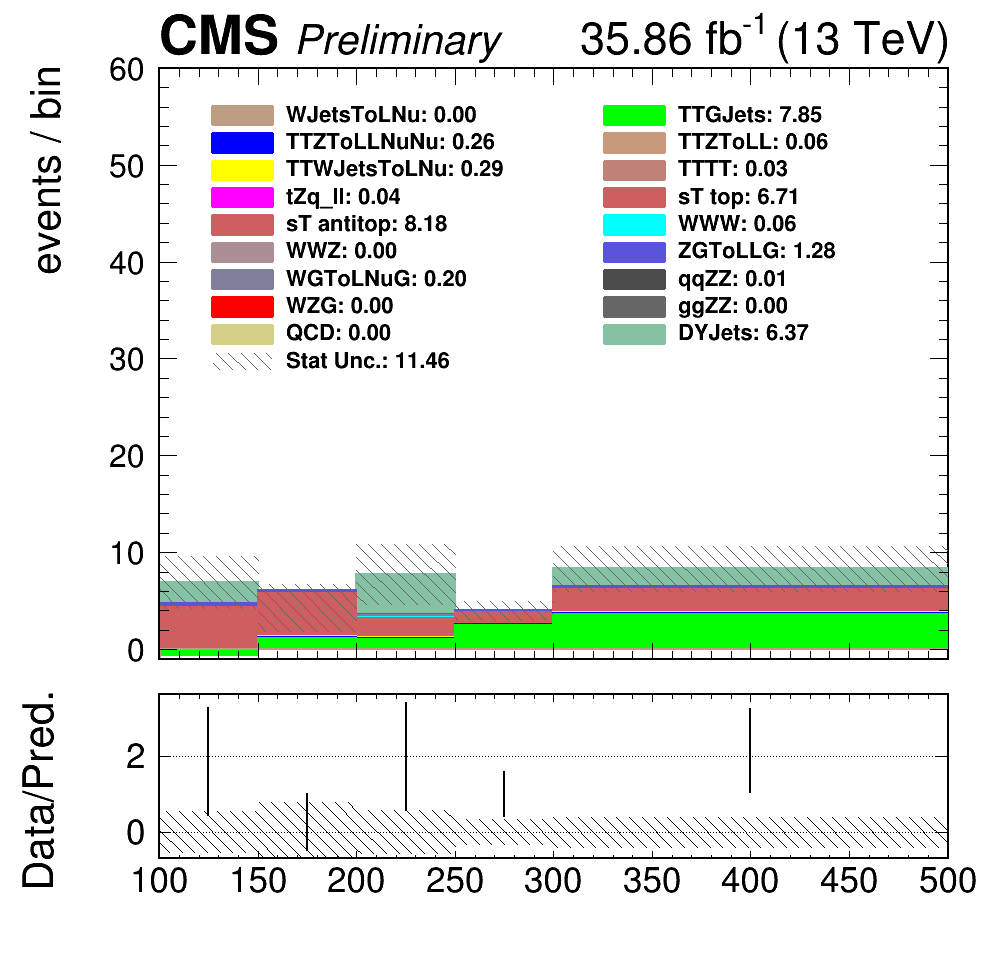 CMS Preliminary 35.86 fb-1 (13 TeV)
events / bin
60
50
40
30
20
10
0
WJetsToLNu: 0.00 TTGJets: 7.85
TTZToLLNuNu: 0.26 TTZToLL: 0.06
TTWJetsToLNu: 0.29 TTTT: 0.03
tZq_ll: 0.04 sT top: 6.71
sT antitop: 8.18 WWW: 0.06
WWZ: 0.00 ZGToLLG: 1.28
WGToLNuG: 0.20 qqZZ: 0.01
WZG: 0.00 ggZZ: 0.00
QCD: 0.00 DYJets: 6.37
Stat Unc.: 11.46
Data/Pred.
2
0
100 150 200 250 300 350 400 450 500